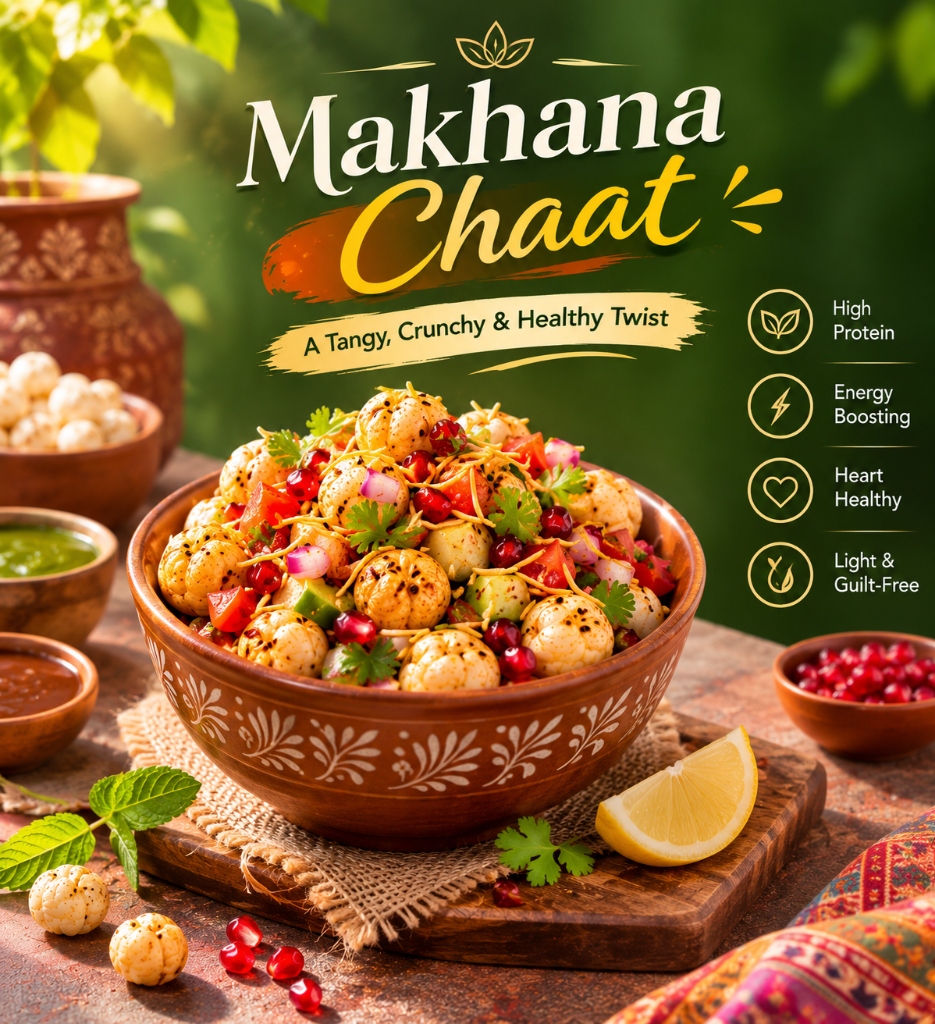 Makhana
Chaat
A Tangy, Crunchy & Healthy Twist
High
Protein
Energy
Boosting
Heart
Healthy
Light &
Guilt-Free